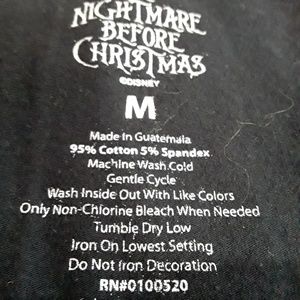 NIGHTMARE
BEFORE
CHRISTMAS
©DISNEY
M
Made In Guatemala
95% Cotton 5% Spandex
Machine Wash Cold
Gentle Cycle
Wash Inside Out With Like Colors
Only Non-Chlorine Bleach When Needed
Tumble Dry Low
Iron On Lowest Setting
Do Not Iron Decoration
RN#0100520